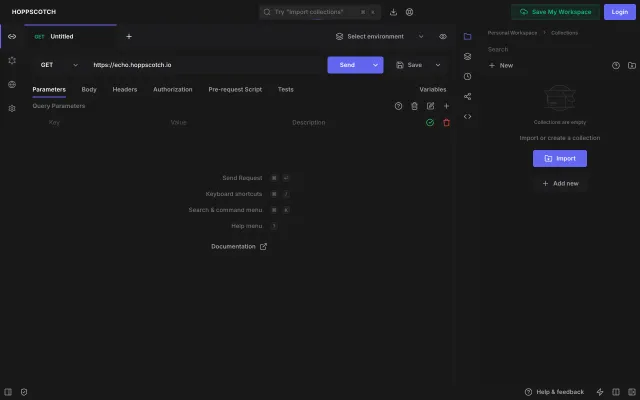 HOPPSCOTCH
Try "Import collections"
⌘ K
Save My Workspace
Login
GET Untitled
Select environment
GET
https://echo.hoppscotch.io
Send
Save
Parameters Body Headers Authorization Pre-request Script Tests Variables
Query Parameters
Key Value Description
Send Request ⌘ ↵
Keyboard shortcuts ⌘ /
Search & command menu ⌘ K
Help menu ?
Documentation
Personal Workspace > Collections
Search
New
Collections are empty
Import or create a collection
Import
Add new
Help & feedback